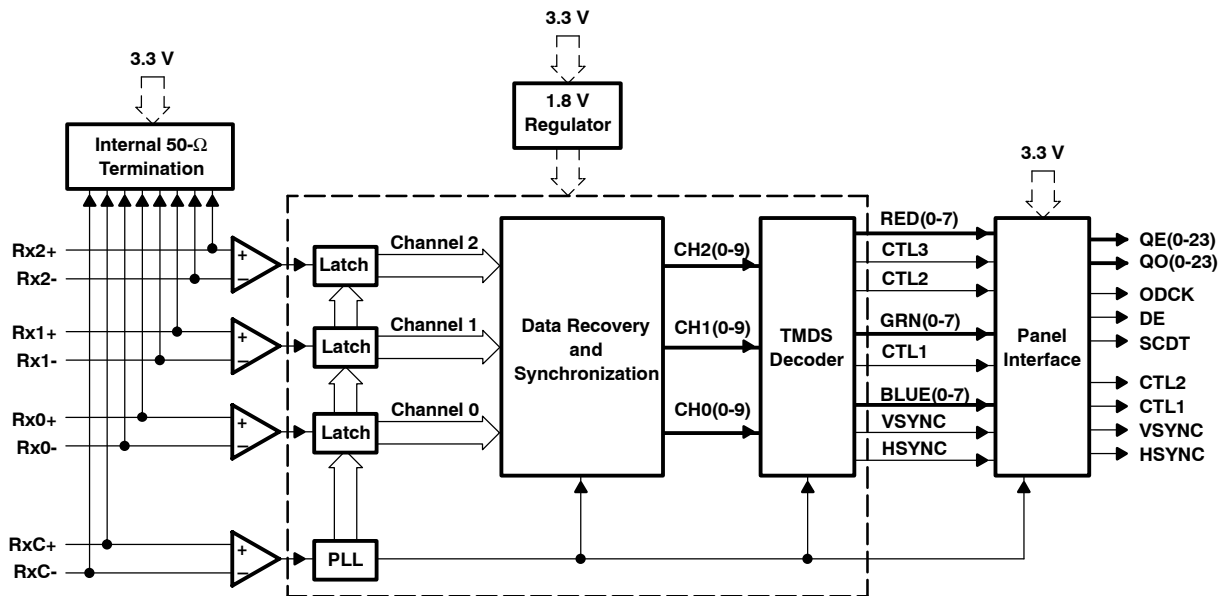 3.3 V
3.3 V
1.8 V
Regulator
Internal 50-Ω
Termination
3.3 V
Rx2+
Rx2-
Rx1+
Rx1-
Rx0+
Rx0-
RxC+
RxC-
+
−
+
−
+
−
+
−
Latch
Latch
Latch
PLL
Channel 2
Channel 1
Channel 0
Data Recovery
and
Synchronization
CH2(0-9)
CH1(0-9)
CH0(0-9)
TMDS
Decoder
RED(0-7)
CTL3
CTL2
GRN(0-7)
CTL1
BLUE(0-7)
VSYNC
HSYNC
Panel
Interface
QE(0-23)
QO(0-23)
ODCK
DE
SCDT
CTL2
CTL1
VSYNC
HSYNC